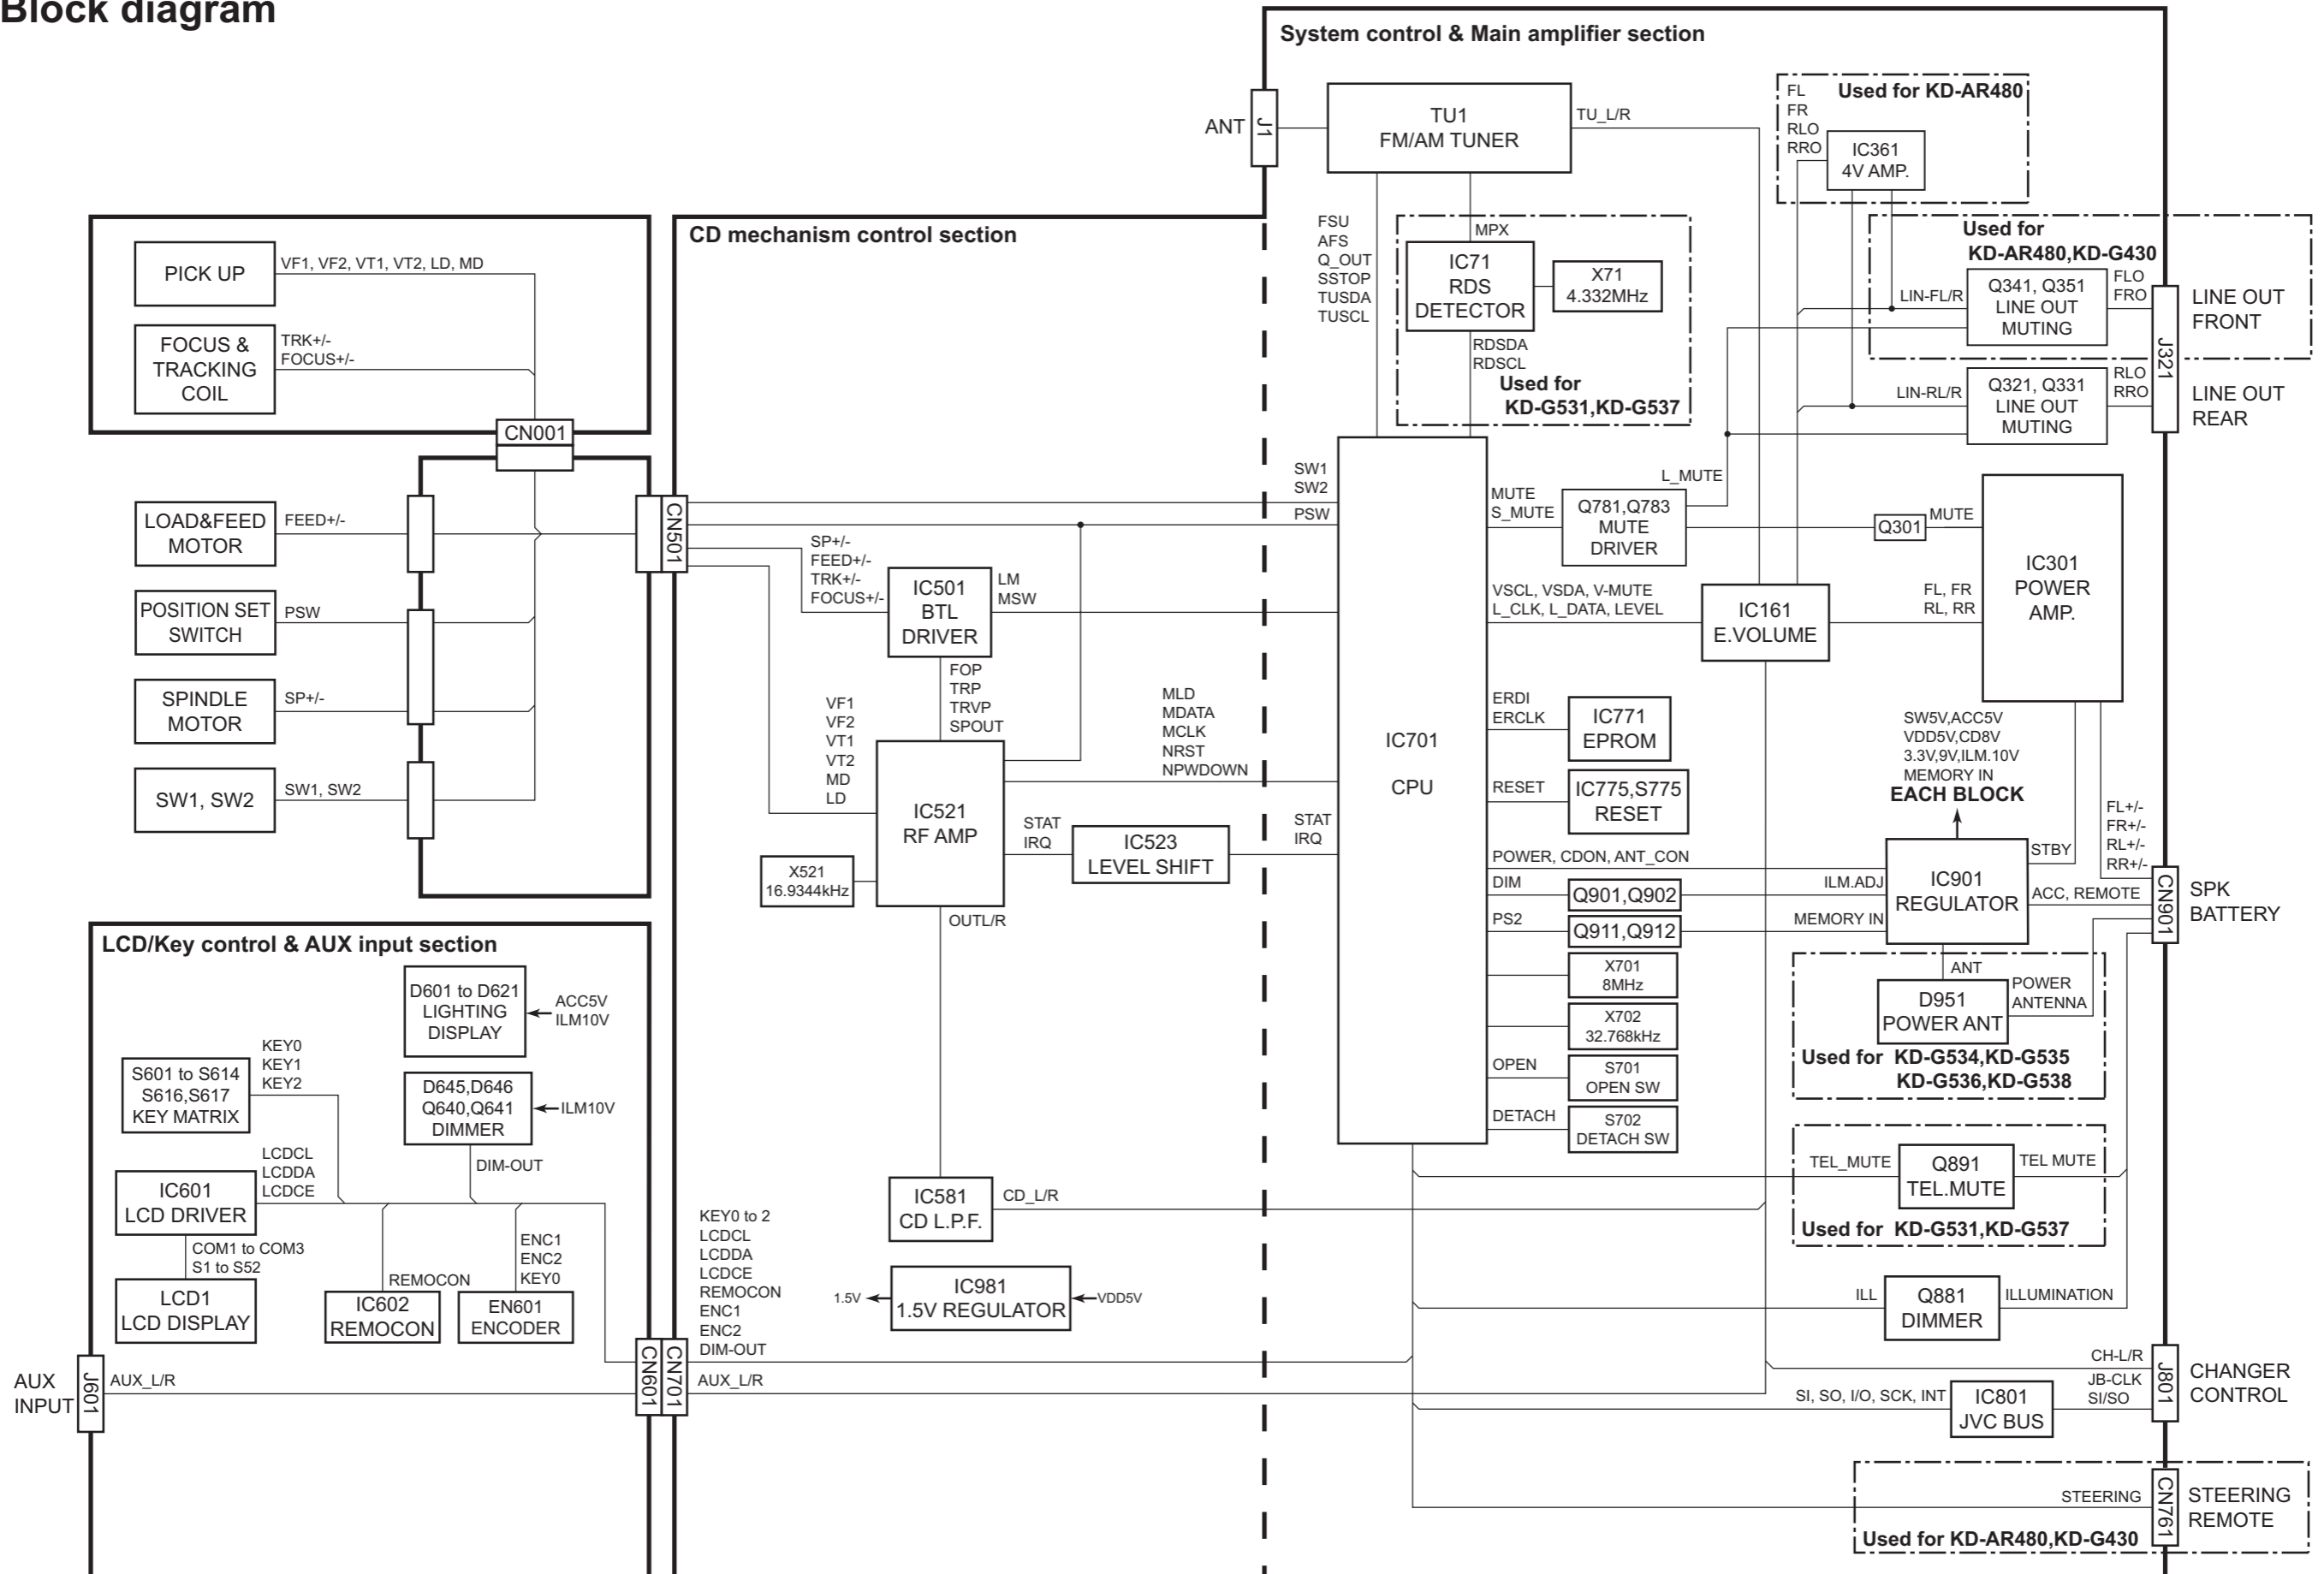 Block diagram
System control & Main amplifier section
ANT
J1
TU1
FM/AM TUNER
TU_L/R
FL
FR
RLO
RRO
Used for KD-AR480
IC361
4V AMP.
FSU
AFS
Q_OUT
SSTOP
TUSDA
TUSCL
MPX
IC71
RDS
DETECTOR
X71
4.332MHz
RDSDA
RDSCL
Used for
KD-G531,KD-G537
Used for
KD-AR480,KD-G430
LIN-FL/R
Q341, Q351
LINE OUT
MUTING
FLO
FRO
LINE OUT
FRONT
J321
LIN-RL/R
Q321, Q331
LINE OUT
MUTING
RLO
RRO
LINE OUT
REAR
CD mechanism control section
PICK UP
VF1, VF2, VT1, VT2, LD, MD
FOCUS &
TRACKING
COIL
TRK+/-
FOCUS+/-
CN001
LOAD&FEED
MOTOR
FEED+/-
POSITION SET
SWITCH
PSW
SPINDLE
MOTOR
SP+/-
SW1, SW2
SW1, SW2
CN501
SW1
SW2
PSW
SP+/-
FEED+/-
TRK+/-
FOCUS+/-
IC501
BTL
DRIVER
LM
MSW
FOP
TRP
TRVP
SPOUT
VF1
VF2
VT1
VT2
MD
LD
MLD
MDATA
MCLK
NRST
NPWDOWN
IC521
RF AMP
X521
16.9344kHz
STAT
IRQ
IC523
LEVEL SHIFT
STAT
IRQ
OUTL/R
IC581
CD L.P.F.
CD_L/R
1.5V
IC981
1.5V REGULATOR
VDD5V
IC701
CPU
MUTE
S_MUTE
L_MUTE
Q781,Q783
MUTE
DRIVER
Q301
MUTE
IC301
POWER
AMP.
VSCL, VSDA, V-MUTE
L_CLK, L_DATA, LEVEL
IC161
E.VOLUME
FL, FR
RL, RR
ERDI
ERCLK
IC771
EPROM
RESET
IC775,S775
RESET
SW5V,ACC5V
VDD5V,CD8V
3.3V,9V,ILM.10V
MEMORY IN
EACH BLOCK
FL+/-
FR+/-
RL+/-
RR+/-
POWER, CDON, ANT_CON
DIM
Q901,Q902
ILM.ADJ
PS2
Q911,Q912
MEMORY IN
IC901
REGULATOR
STBY
ACC, REMOTE
CN901
SPK
BATTERY
X701
8MHz
X702
32.768kHz
OPEN
S701
OPEN SW
DETACH
S702
DETACH SW
ANT
D951
POWER ANT
POWER
ANTENNA
Used for KD-G534,KD-G535
KD-G536,KD-G538
TEL_MUTE
Q891
TEL.MUTE
TEL MUTE
Used for KD-G531,KD-G537
ILL
Q881
DIMMER
ILLUMINATION
CH-L/R
JB-CLK
SI/SO
J801
CHANGER
CONTROL
SI, SO, I/O, SCK, INT
IC801
JVC BUS
STEERING
CN761
STEERING
REMOTE
Used for KD-AR480,KD-G430
LCD/Key control & AUX input section
D601 to D621
LIGHTING
DISPLAY
ACC5V
ILM10V
S601 to S614
S616,S617
KEY MATRIX
KEY0
KEY1
KEY2
D645,D646
Q640,Q641
DIMMER
ILM10V
DIM-OUT
IC601
LCD DRIVER
LCDCL
LCDDA
LCDCE
COM1 to COM3
S1 to S52
LCD1
LCD DISPLAY
REMOCON
IC602
REMOCON
ENC1
ENC2
KEY0
EN601
ENCODER
KEY0 to 2
LCDCL
LCDDA
LCDCE
REMOCON
ENC1
ENC2
DIM-OUT
AUX
INPUT
J601
AUX_L/R
CN601
CN701
AUX_L/R